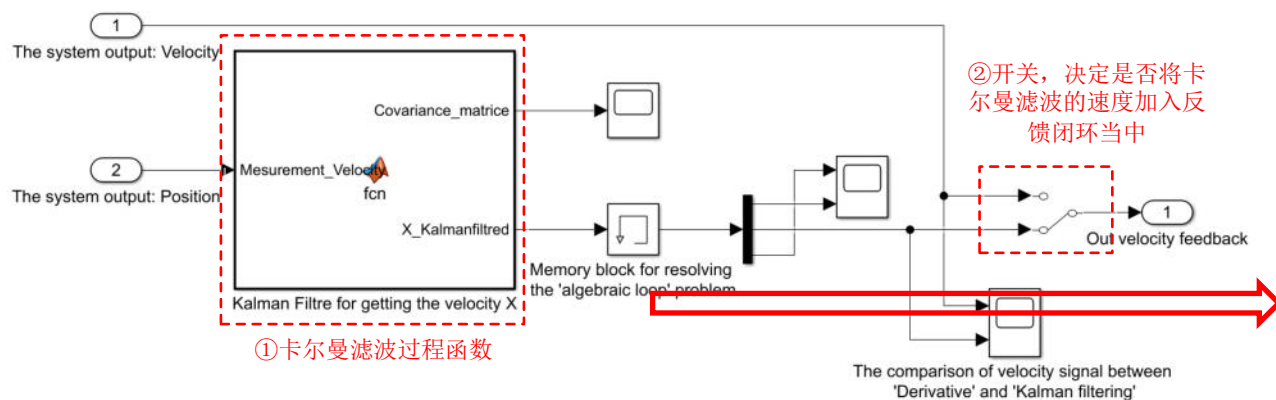 1
The system output: Velocity
2
The system output: Position
Covariance_matrice
Mesurement_Velocity
fcn
X_Kalmanfiltred
Kalman Filtre for getting the velocity X
①卡尔曼滤波过程函数
Memory block for resolving
the 'algebraic loop' problem
②开关，决定是否将卡
尔曼滤波的速度加入反
馈闭环当中
1
Out velocity feedback
The comparison of velocity signal between
'Derivative' and 'Kalman filtering'